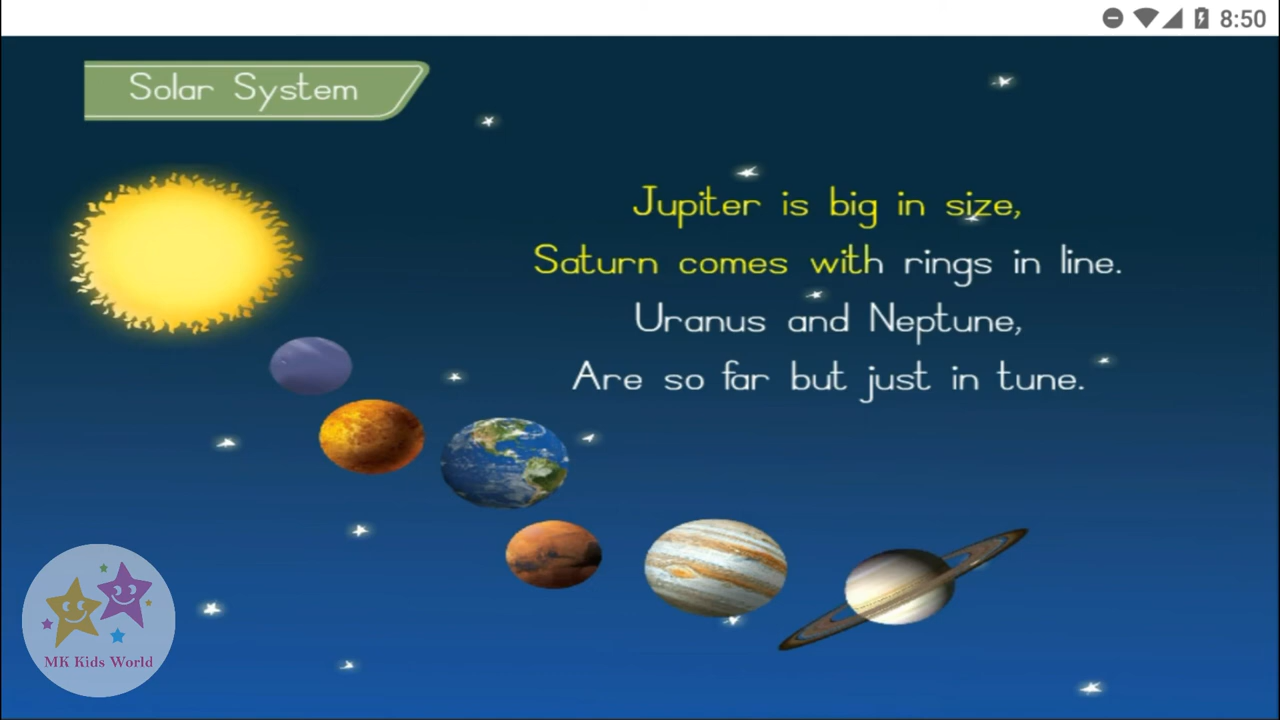 8:50
Solar System
Jupiter is big in size,
Saturn comes with rings in line.
Uranus and Neptune,
Are so far but just in tune.
MK Kids World